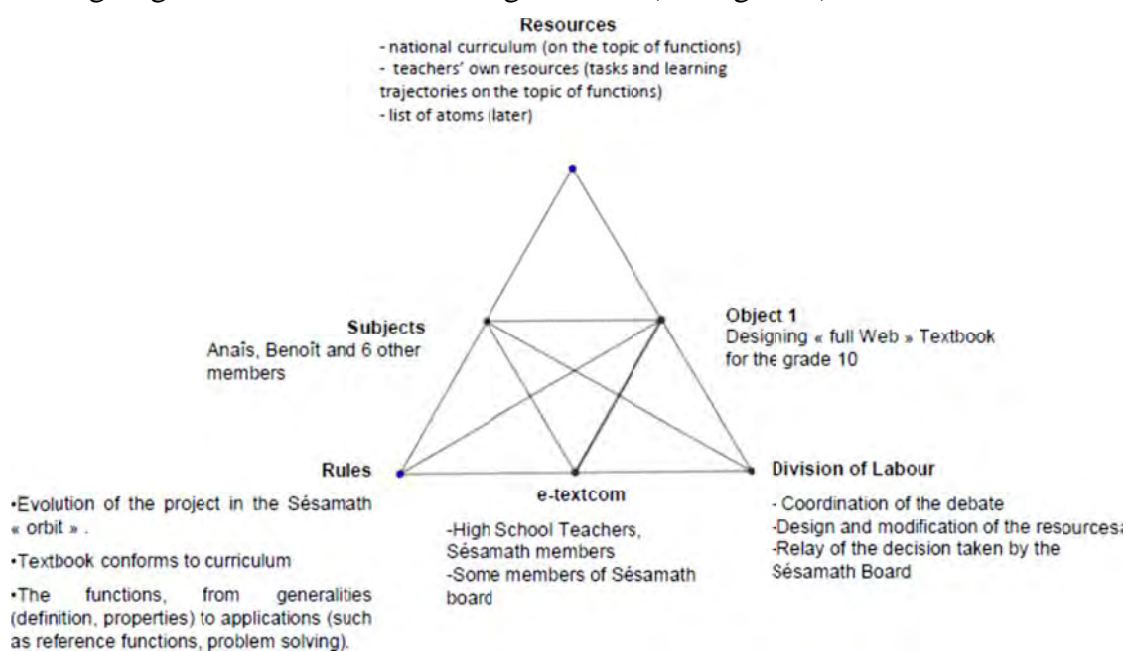 Resources
- national curriculum (on the topic of functions)
- teachers' own resources (tasks and learning
trajectories on the topic of functions)
- list of atoms (later)
Subjects
Anaïs, Benoît and 6 other
members
Object 1
Designing « full Web » Textbook
for the grade 10
Rules
•Evolution of the project in the Sésamath
« orbit » .
•Textbook conforms to curriculum
•The functions, from generalities
(definition, properties) to applications (such
as reference functions, problem solving).
e-textcom
-High School Teachers,
Sésamath members
-Some members of Sésamath
board
Division of Labour
- Coordination of the debate
-Design and modification of the resources
-Relay of the decision taken by the
Sésamath Board